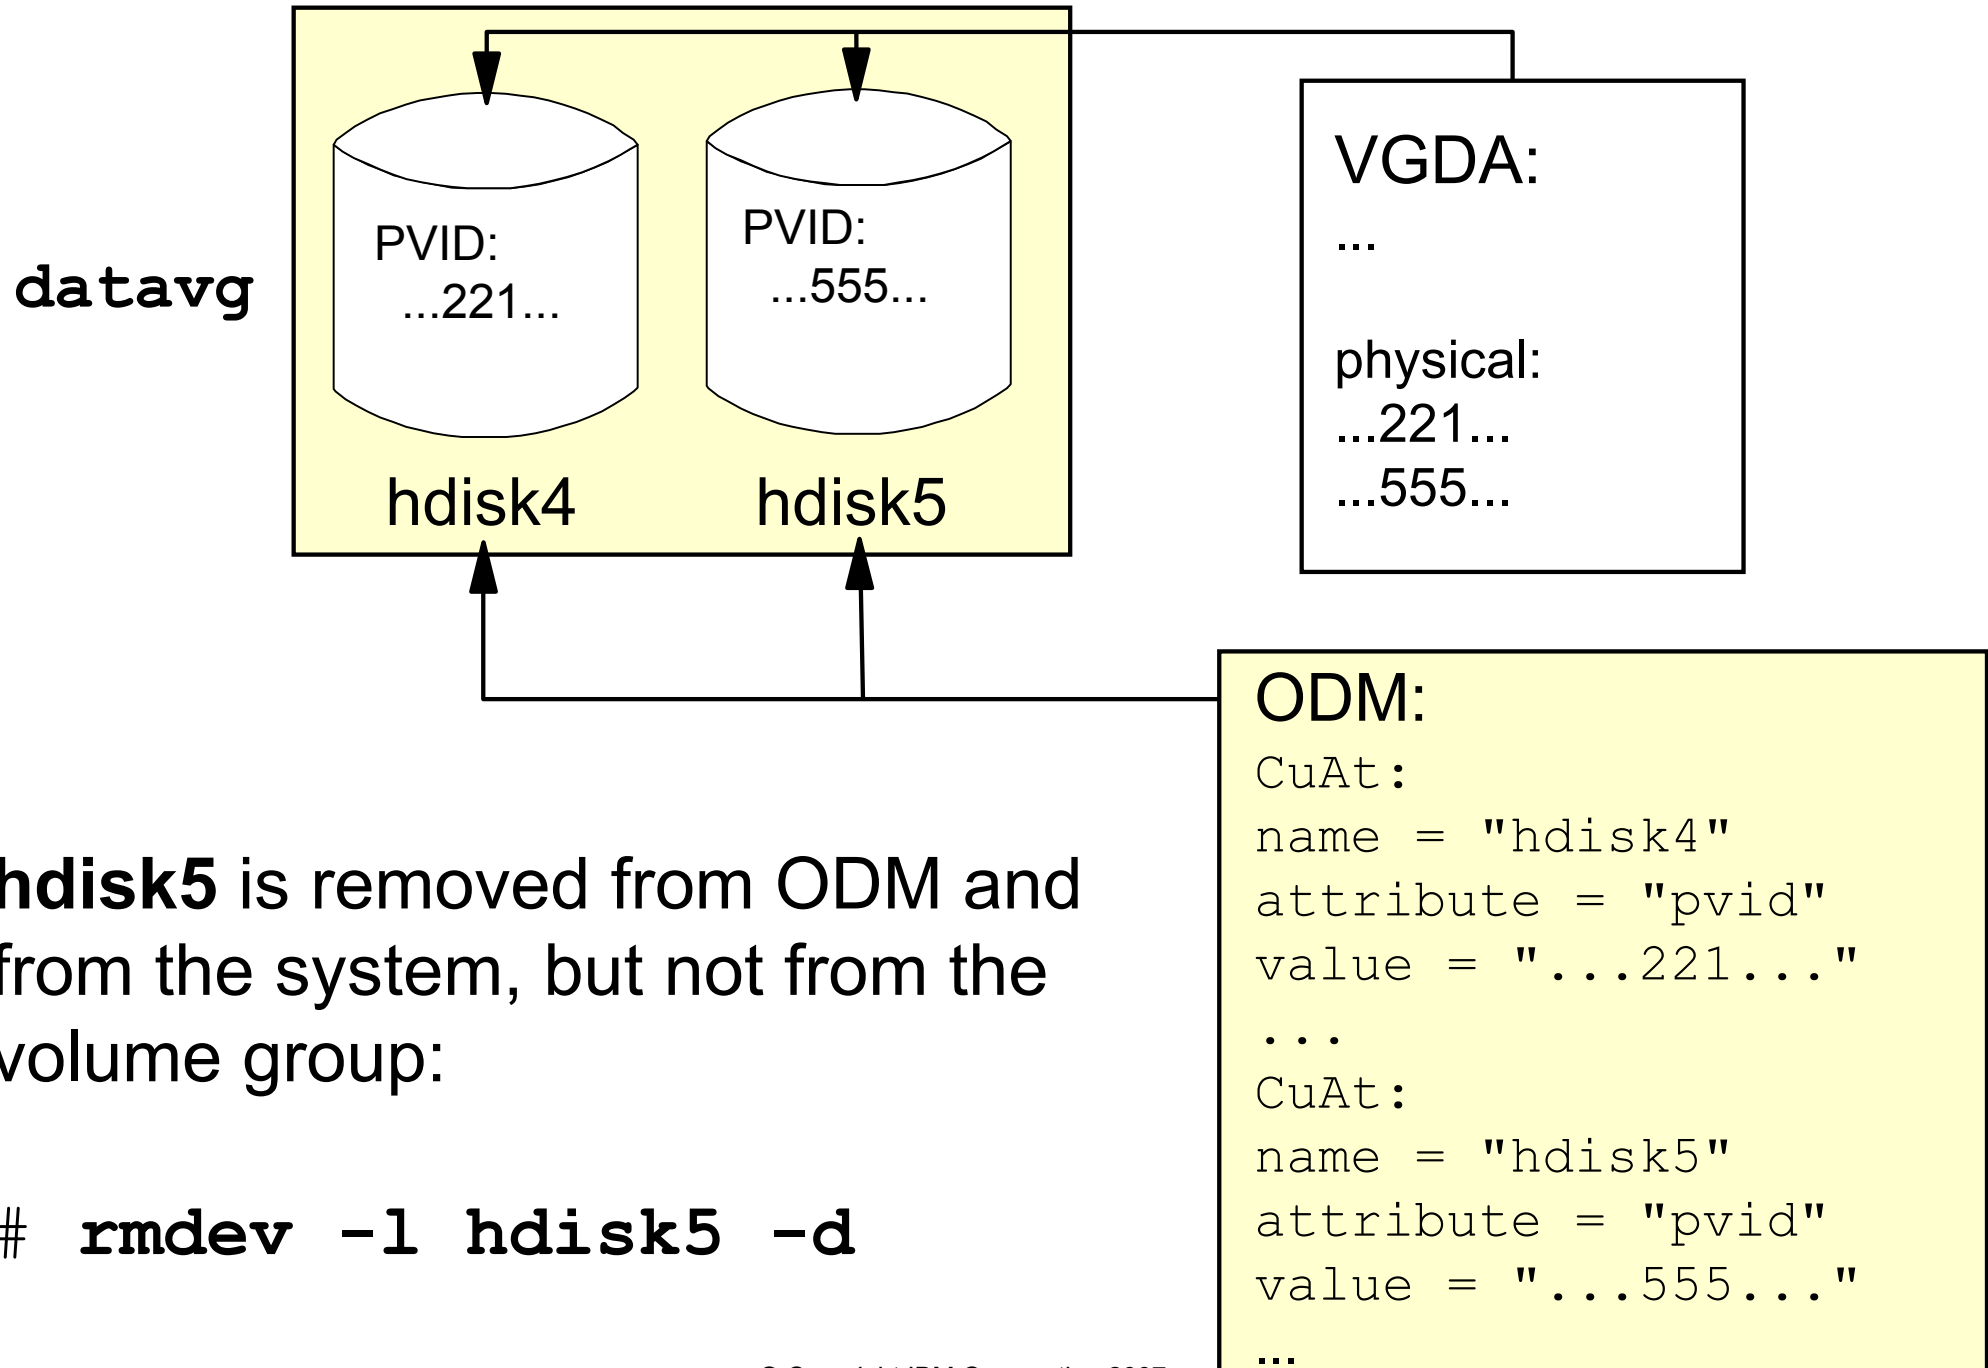 datavg
PVID:
...221...
PVID:
...555...
hdisk4
hdisk5
VGDA:
...
physical:
...221...
...555...
hdisk5 is removed from ODM and
from the system, but not from the
volume group:
# rmdev -l hdisk5 -d
ODM:
CuAt:
name = "hdisk4"
attribute = "pvid"
value = "...221..."
...
CuAt:
name = "hdisk5"
attribute = "pvid"
value = "...555..."
...